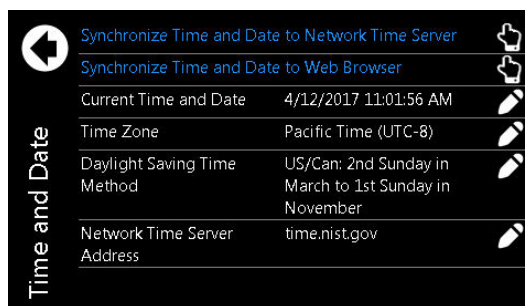 Time and Date
Synchronize Time and Date to Network Time Server
Synchronize Time and Date to Web Browser
Current Time and Date 4/12/2017 11:01:56 AM
Time Zone Pacific Time (UTC-8)
Daylight Saving Time US/Can: 2nd Sunday in
Method March to 1st Sunday in
November
Network Time Server time.nist.gov
Address